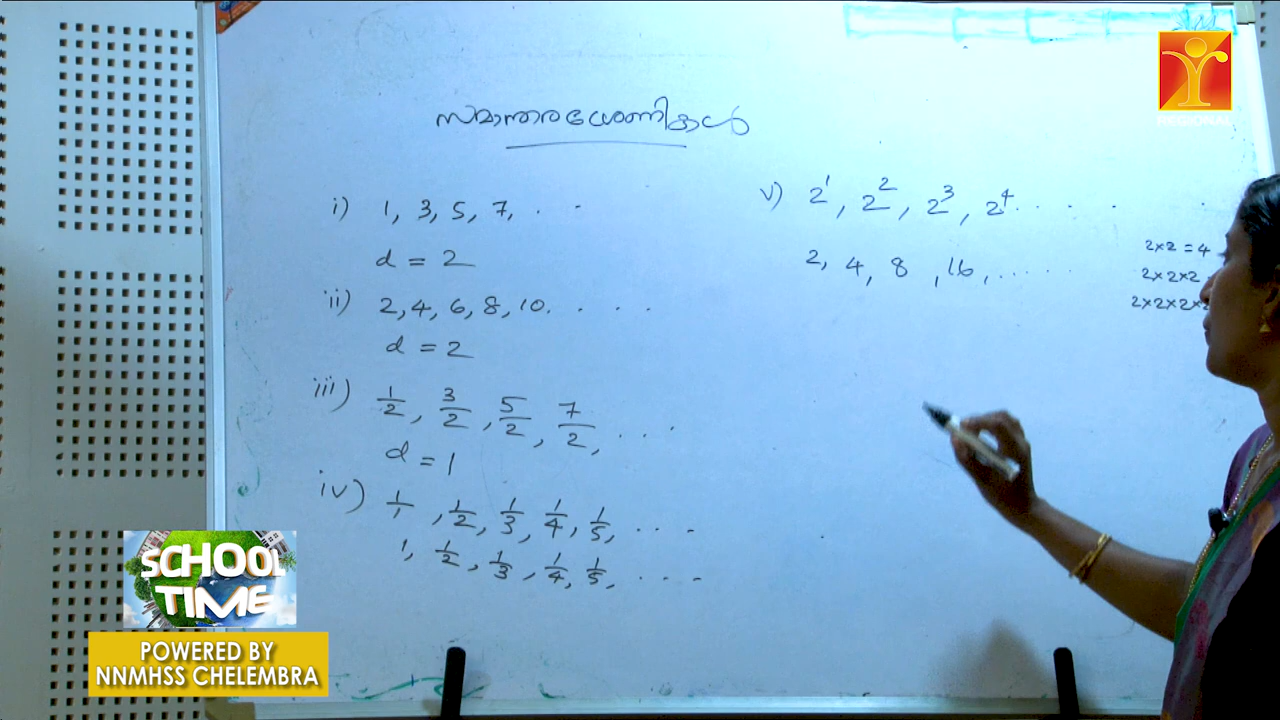 സമാന്തരശ്രേണികൾ
i) 1, 3, 5, 7, . -
d = 2
ii) 2, 4, 6, 8, 10. . . . .
d = 2
iii) 1/2, 3/2, 5/2, 7/2, . . .
d = 1
iv) 1/1, 1/2, 1/3, 1/4, 1/5, . . -
1, 1/2, 1/3, 1/4, 1/5, . - - -
v) 2¹, 2², 2³, 2⁴. . . . .
2, 4, 8, 16, . . . . . .
2×2 = 4
2×2×2
2×2×2×2
REGIONAL
SCHOOL
TIME
POWERED BY
NNMHSS CHELEMBRA